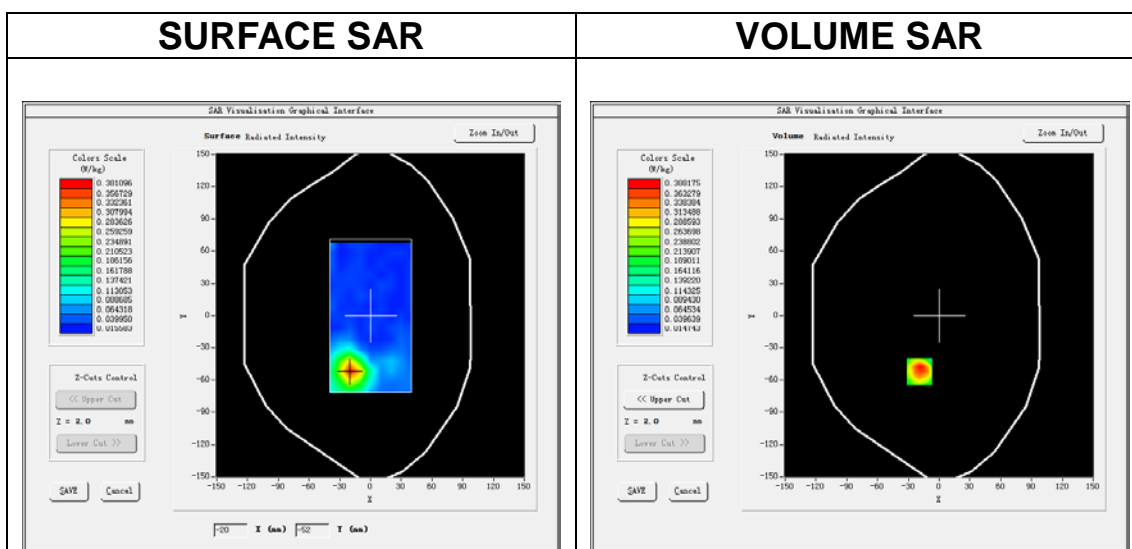 SURFACE SAR
VOLUME SAR
SAR Visualisation Graphical Interface
Surface Radiated Intensity
Zoom In/Out
Colors Scale
(W/kg)
0.381096
0.356729
0.332361
0.307994
0.283626
0.259259
0.234891
0.210523
0.186156
0.161788
0.137421
0.113053
0.088685
0.064318
0.039950
0.015583
Z-Cuts Control
<< Upper Cut
Z = 2.0 mm
Lower Cut >>
SAVE
Cancel
150
120
90
60
30
0
-30
-60
-90
-120
-150
Y
-150 -120 -90 -60 -30 0 30 60 90 120 150
X
-20 X (mm) -52 Y (mm)
SAR Visualisation Graphical Interface
Volume Radiated Intensity
Zoom In/Out
Colors Scale
(W/kg)
0.388175
0.363279
0.338384
0.313488
0.288593
0.263698
0.238802
0.213907
0.189011
0.164116
0.139220
0.114325
0.089430
0.064534
0.039639
0.014743
Z-Cuts Control
<< Upper Cut
Z = 2.0 mm
Lower Cut >>
SAVE
Cancel
150
120
90
60
30
0
-30
-60
-90
-120
-150
Y
-150 -120 -90 -60 -30 0 30 60 90 120 150
X